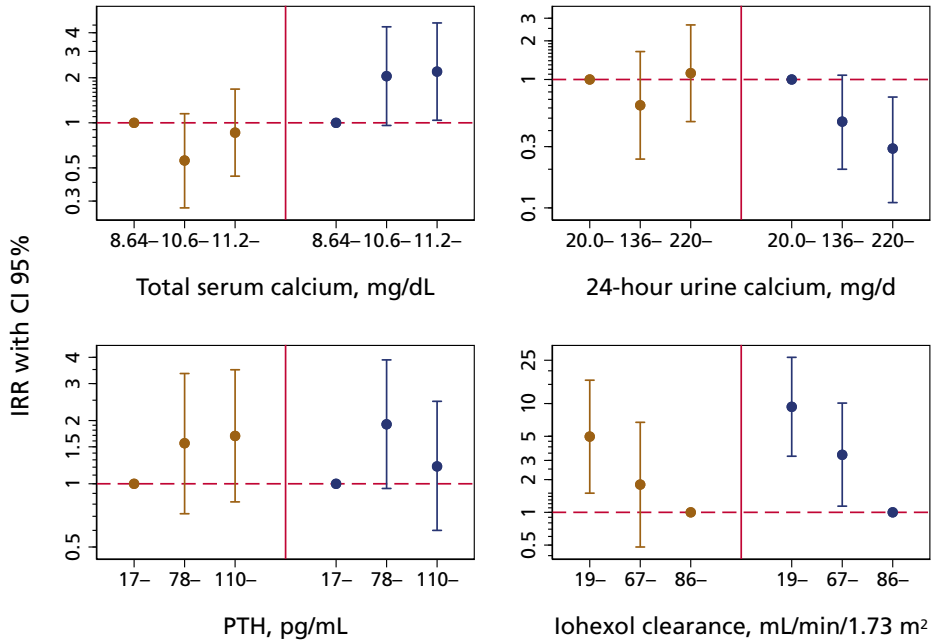 IRR with CI 95%
0.3 0.5 1 2 3 4
8.64– 10.6– 11.2– 8.64– 10.6– 11.2–
Total serum calcium, mg/dL
0.1 0.3 1 2 3
20.0– 136– 220– 20.0– 136– 220–
24-hour urine calcium, mg/d
0.5 1 1.5 2 3 4
17– 78– 110– 17– 78– 110–
PTH, pg/mL
0.5 1 2 3 5 10 25
19– 67– 86– 19– 67– 86–
Iohexol clearance, mL/min/1.73 m²